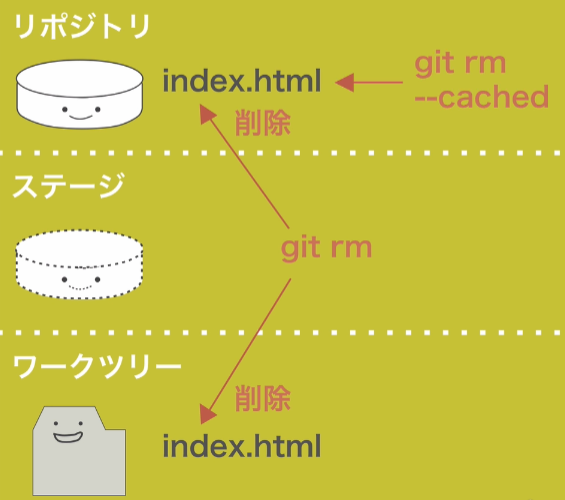 リポジトリ
index.html
git rm
--cached
削除
ステージ
git rm
ワークツリー
削除
index.html